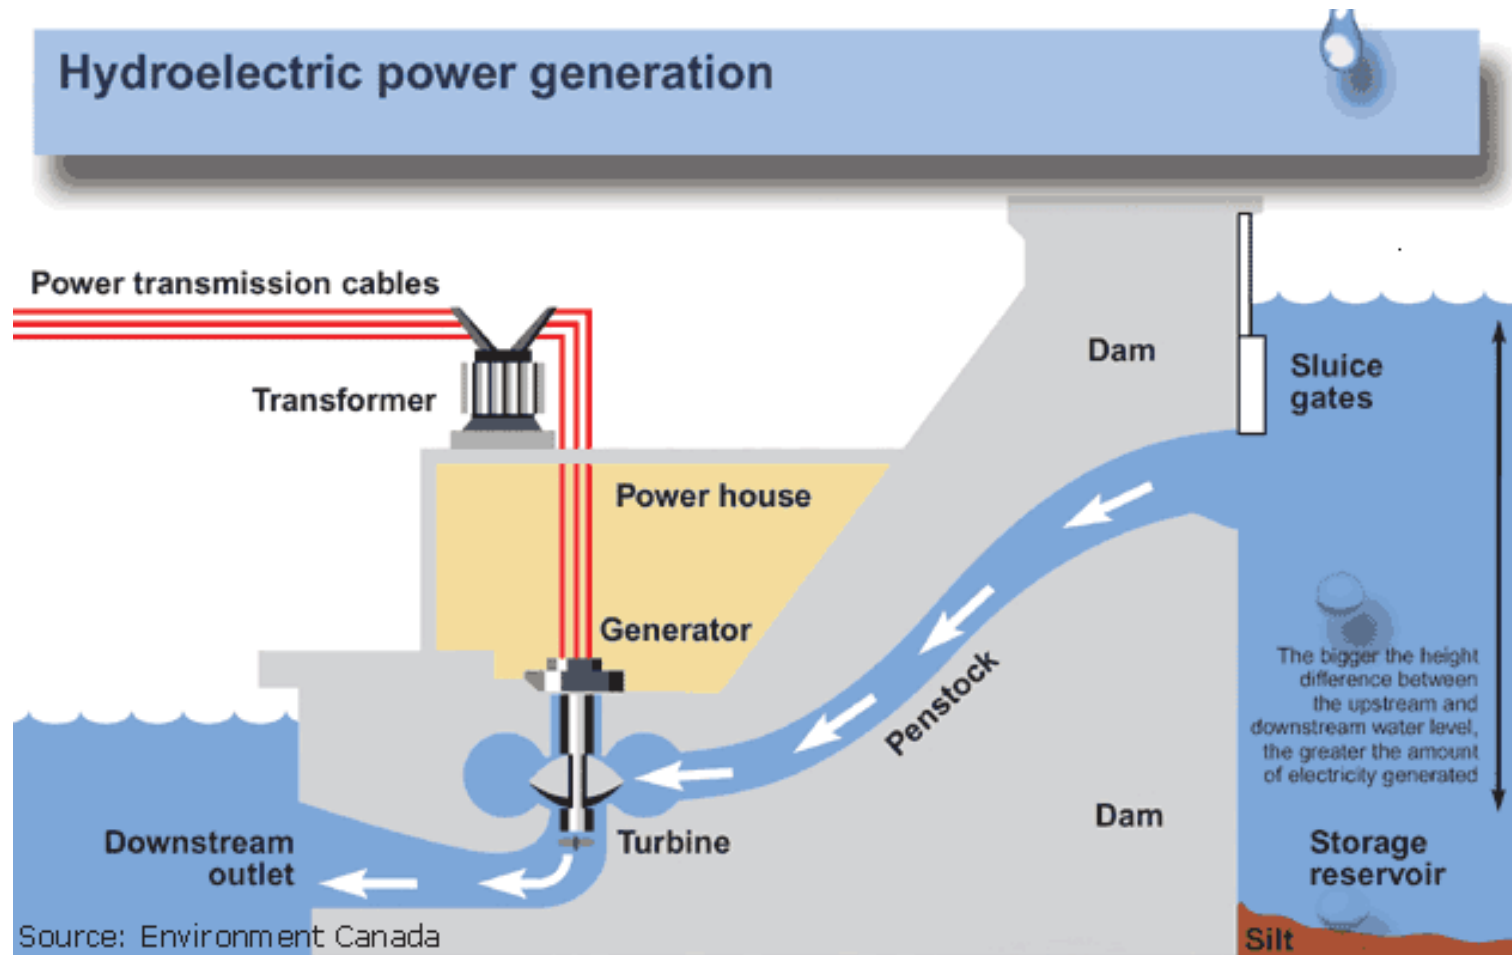 Hydroelectric power generation
Power transmission cables
Transformer
Dam
Sluice
gates
Power house
Generator
Penstock
The bigger the height
difference between
the upstream and
downstream water level,
the greater the amount
of electricity generated
Turbine
Dam
Downstream
outlet
Storage
reservoir
Silt
Source: Environment Canada